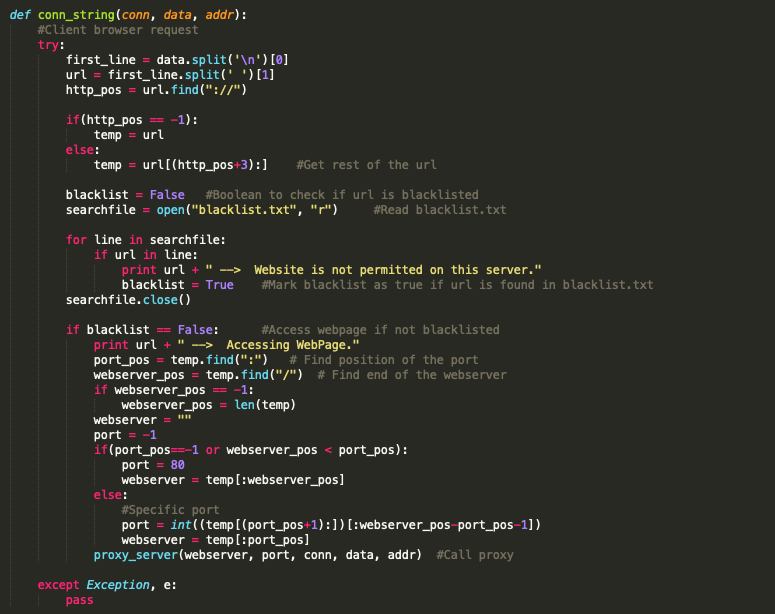 def conn_string(conn, data, addr):
    #Client browser request
    try:
        first_line = data.split('\n')[0]
        url = first_line.split(' ')[1]
        http_pos = url.find("://")

        if(http_pos == -1):
            temp = url
        else:
            temp = url[(http_pos+3):]    #Get rest of the url

        blacklist = False   #Boolean to check if url is blacklisted
        searchfile = open("blacklist.txt", "r")     #Read blacklist.txt

        for line in searchfile:
            if url in line:
                print url + " -->  Website is not permitted on this server."
                blacklist = True    #Mark blacklist as true if url is found in blacklist.txt
        searchfile.close()

        if blacklist == False:      #Access webpage if not blacklisted
            print url + " -->  Accessing WebPage."
            port_pos = temp.find(":")   # Find position of the port
            webserver_pos = temp.find("/")  # Find end of the webserver
            if webserver_pos == -1:
                webserver_pos = len(temp)
            webserver = ""
            port = -1
            if(port_pos==-1 or webserver_pos < port_pos):
                port = 80
                webserver = temp[:webserver_pos]
            else:
                #Specific port
                port = int((temp[(port_pos+1):])[:webserver_pos-port_pos-1])
                webserver = temp[:port_pos]
            proxy_server(webserver, port, conn, data, addr)  #Call proxy

    except Exception, e:
        pass